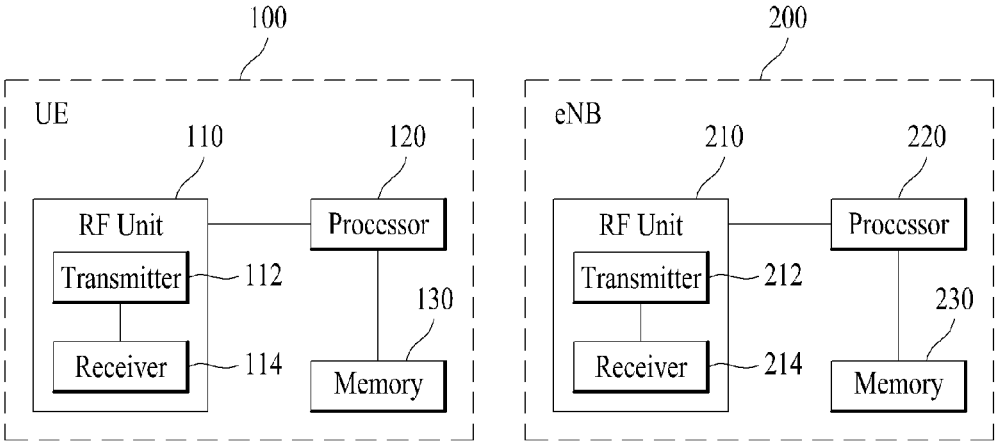 100
UE
110
120
RF Unit
Processor
Transmitter
112
130
Receiver
114
Memory
200
eNB
210
220
RF Unit
Processor
Transmitter
212
230
Receiver
214
Memory